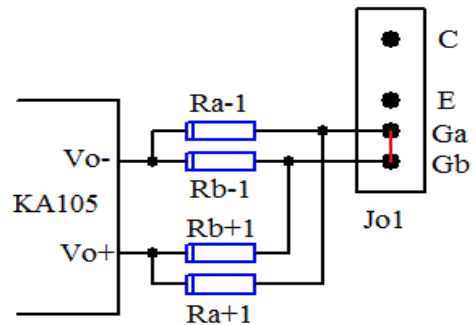 C
Ra-1
E
Ga
Vo-
Gb
Rb-1
KA105
Jo1
Rb+1
Vo+
Ra+1